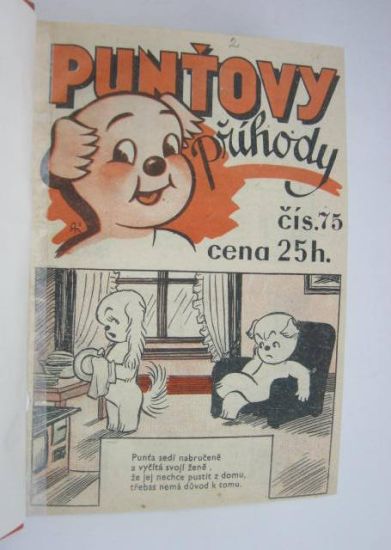 2
PUNŤOVY
příhody
čís. 75
cena 25h.
Punťa sedí nabručeně
a vyčítá svojí ženě,
že jej nechce pustit z domu,
třebas nemá důvod k tomu.